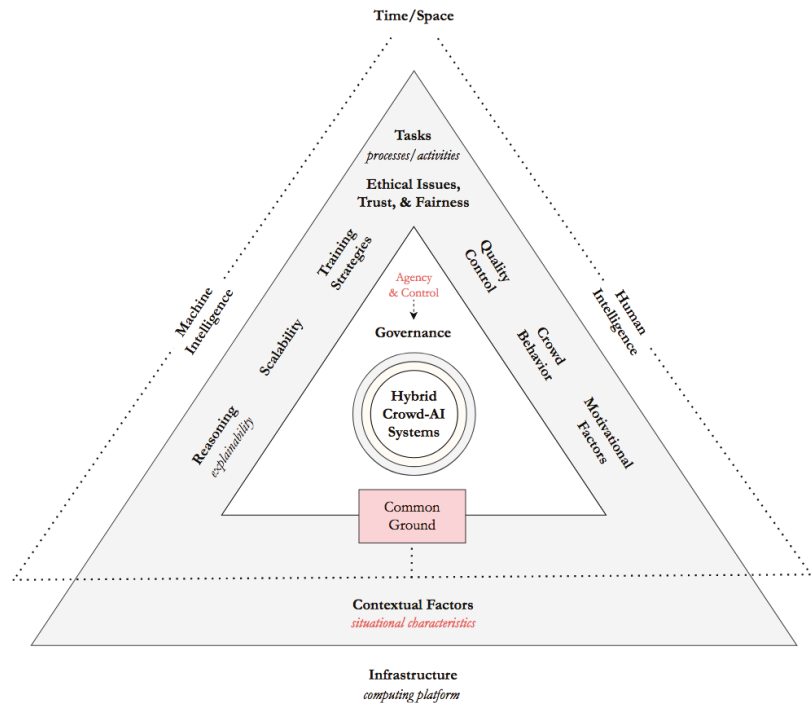 Time/Space
Tasks
processes/activities
Ethical Issues,
Trust, & Fairness
Machine
Intelligence
Training
Strategies
Scalability
Reasoning
explainability
Quality
Control
Crowd
Behavior
Motivational
Factors
Human
Intelligence
Agency
& Control
Governance
Hybrid
Crowd-AI
Systems
Common
Ground
Contextual Factors
situational characteristics
Infrastructure
computing platform